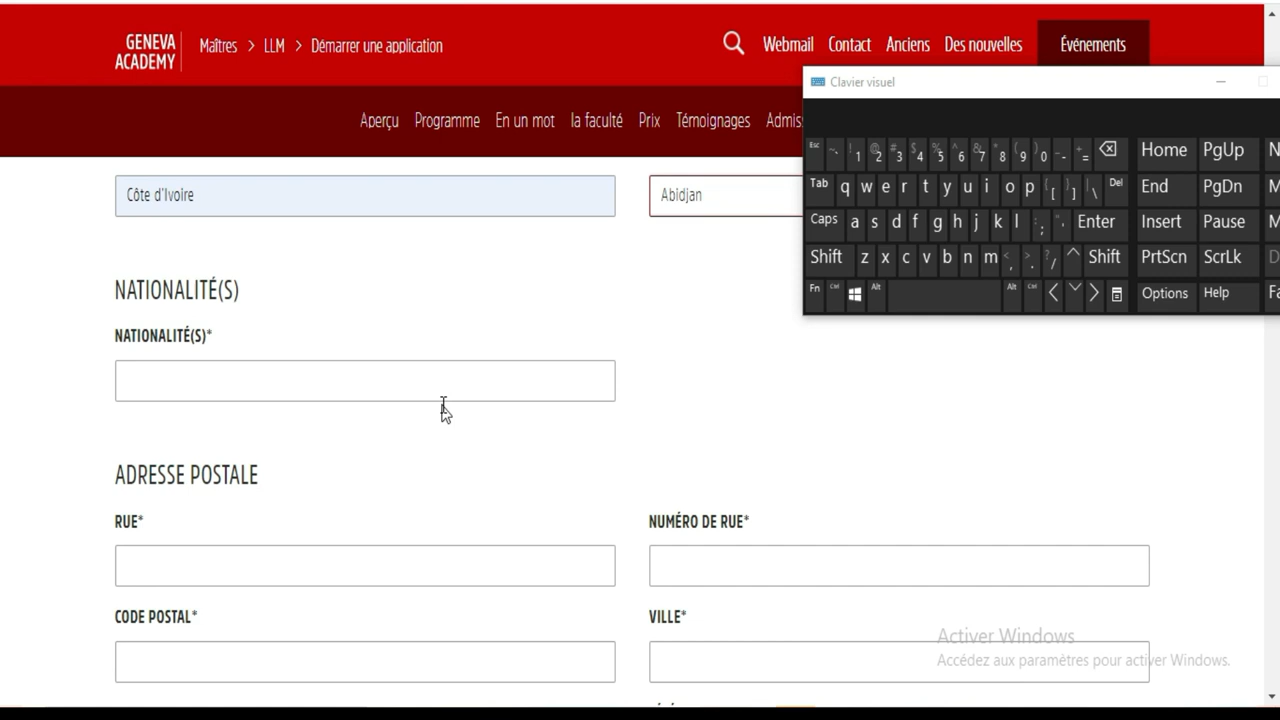 GENEVA
ACADEMY
Maîtres > LLM > Démarrer une application
Webmail Contact Anciens Des nouvelles Événements
Clavier visuel
Aperçu Programme En un mot la faculté Prix Témoignages Admiss
Esc ~ ` ! 1 @ 2 # 3 $ 4 % 5 ^ 6 & 7 * 8 ( 9 ) 0 _ - + = Home PgUp N
Tab q w e r t y u i o p { [ } ] | \ Del End PgDn M
Caps a s d f g h j k l : ; " ' Enter Insert Pause M
Shift z x c v b n m < , > . ? / Shift PrtScn ScrLk D
Fn Ctrl Alt Alt Ctrl Options Help Fa
Côte d'Ivoire
Abidjan
NATIONALITÉ(S)
NATIONALITÉ(S)*
ADRESSE POSTALE
RUE*
NUMÉRO DE RUE*
CODE POSTAL*
VILLE*
Activer Windows
Accédez aux paramètres pour activer Windows.